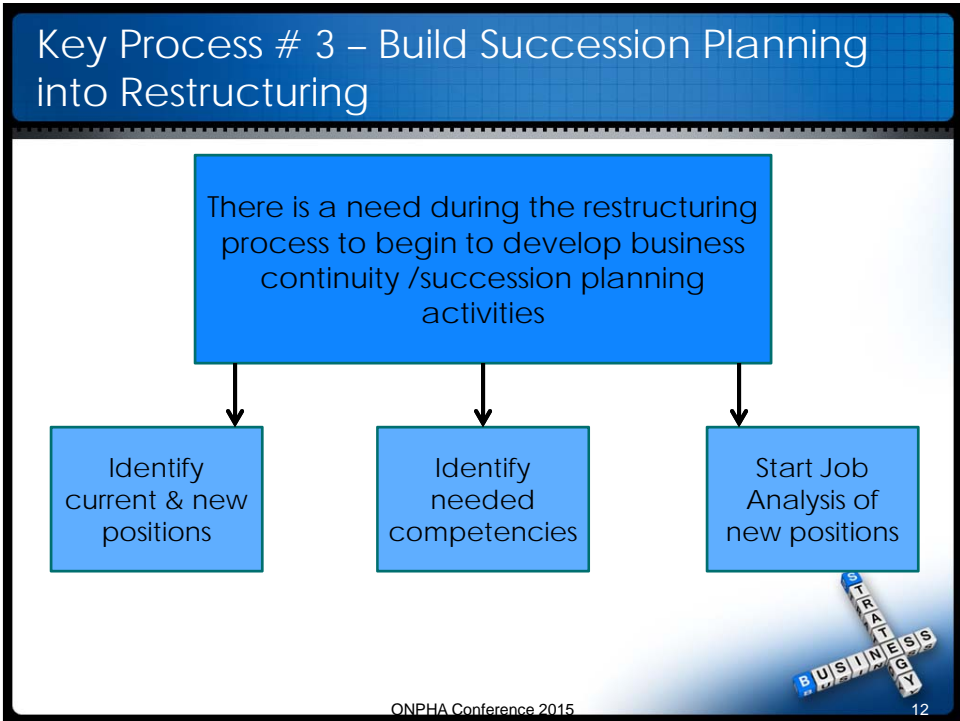 Key Process # 3 – Build Succession Planning
into Restructuring
There is a need during the restructuring
process to begin to develop business
continuity /succession planning
activities
Identify
current & new
positions
Identify
needed
competencies
Start Job
Analysis of
new positions
STRATEGY
BUSINESS
ONPHA Conference 2015
12